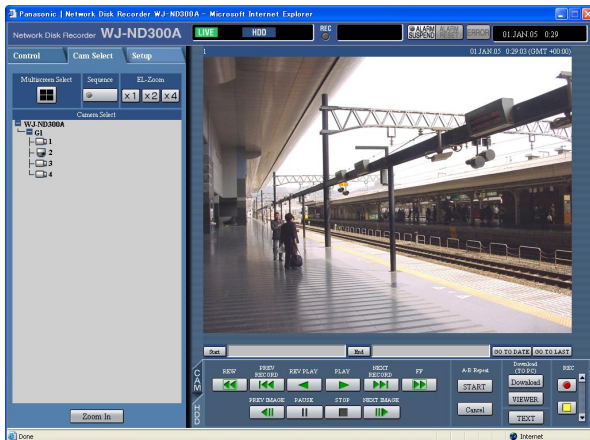 Panasonic | Network Disk Recorder WJ-ND300A - Microsoft Internet Explorer
Network Disk Recorder WJ-ND300A
LIVE HDD REC ALARM SUSPEND ALARM RESET ERROR 01.JAN.05 0:29
Control Cam Select Setup
1 01.JAN.05 0:29:03 (GMT +00:00)
Multiscreen Select Sequence EL-Zoom
x1 x2 x4
Camera Select
WJ-ND300A
G1
1
2
3
4
Start End GO TO DATE GO TO LAST
CAM
HDD
REW PREV RECORD REV PLAY PLAY NEXT RECORD FF A-B Repeat Download (TO PC) REC
START Download
PREV IMAGE PAUSE STOP NEXT IMAGE
Cancel VIEWER
TEXT
Zoom In
Done Internet